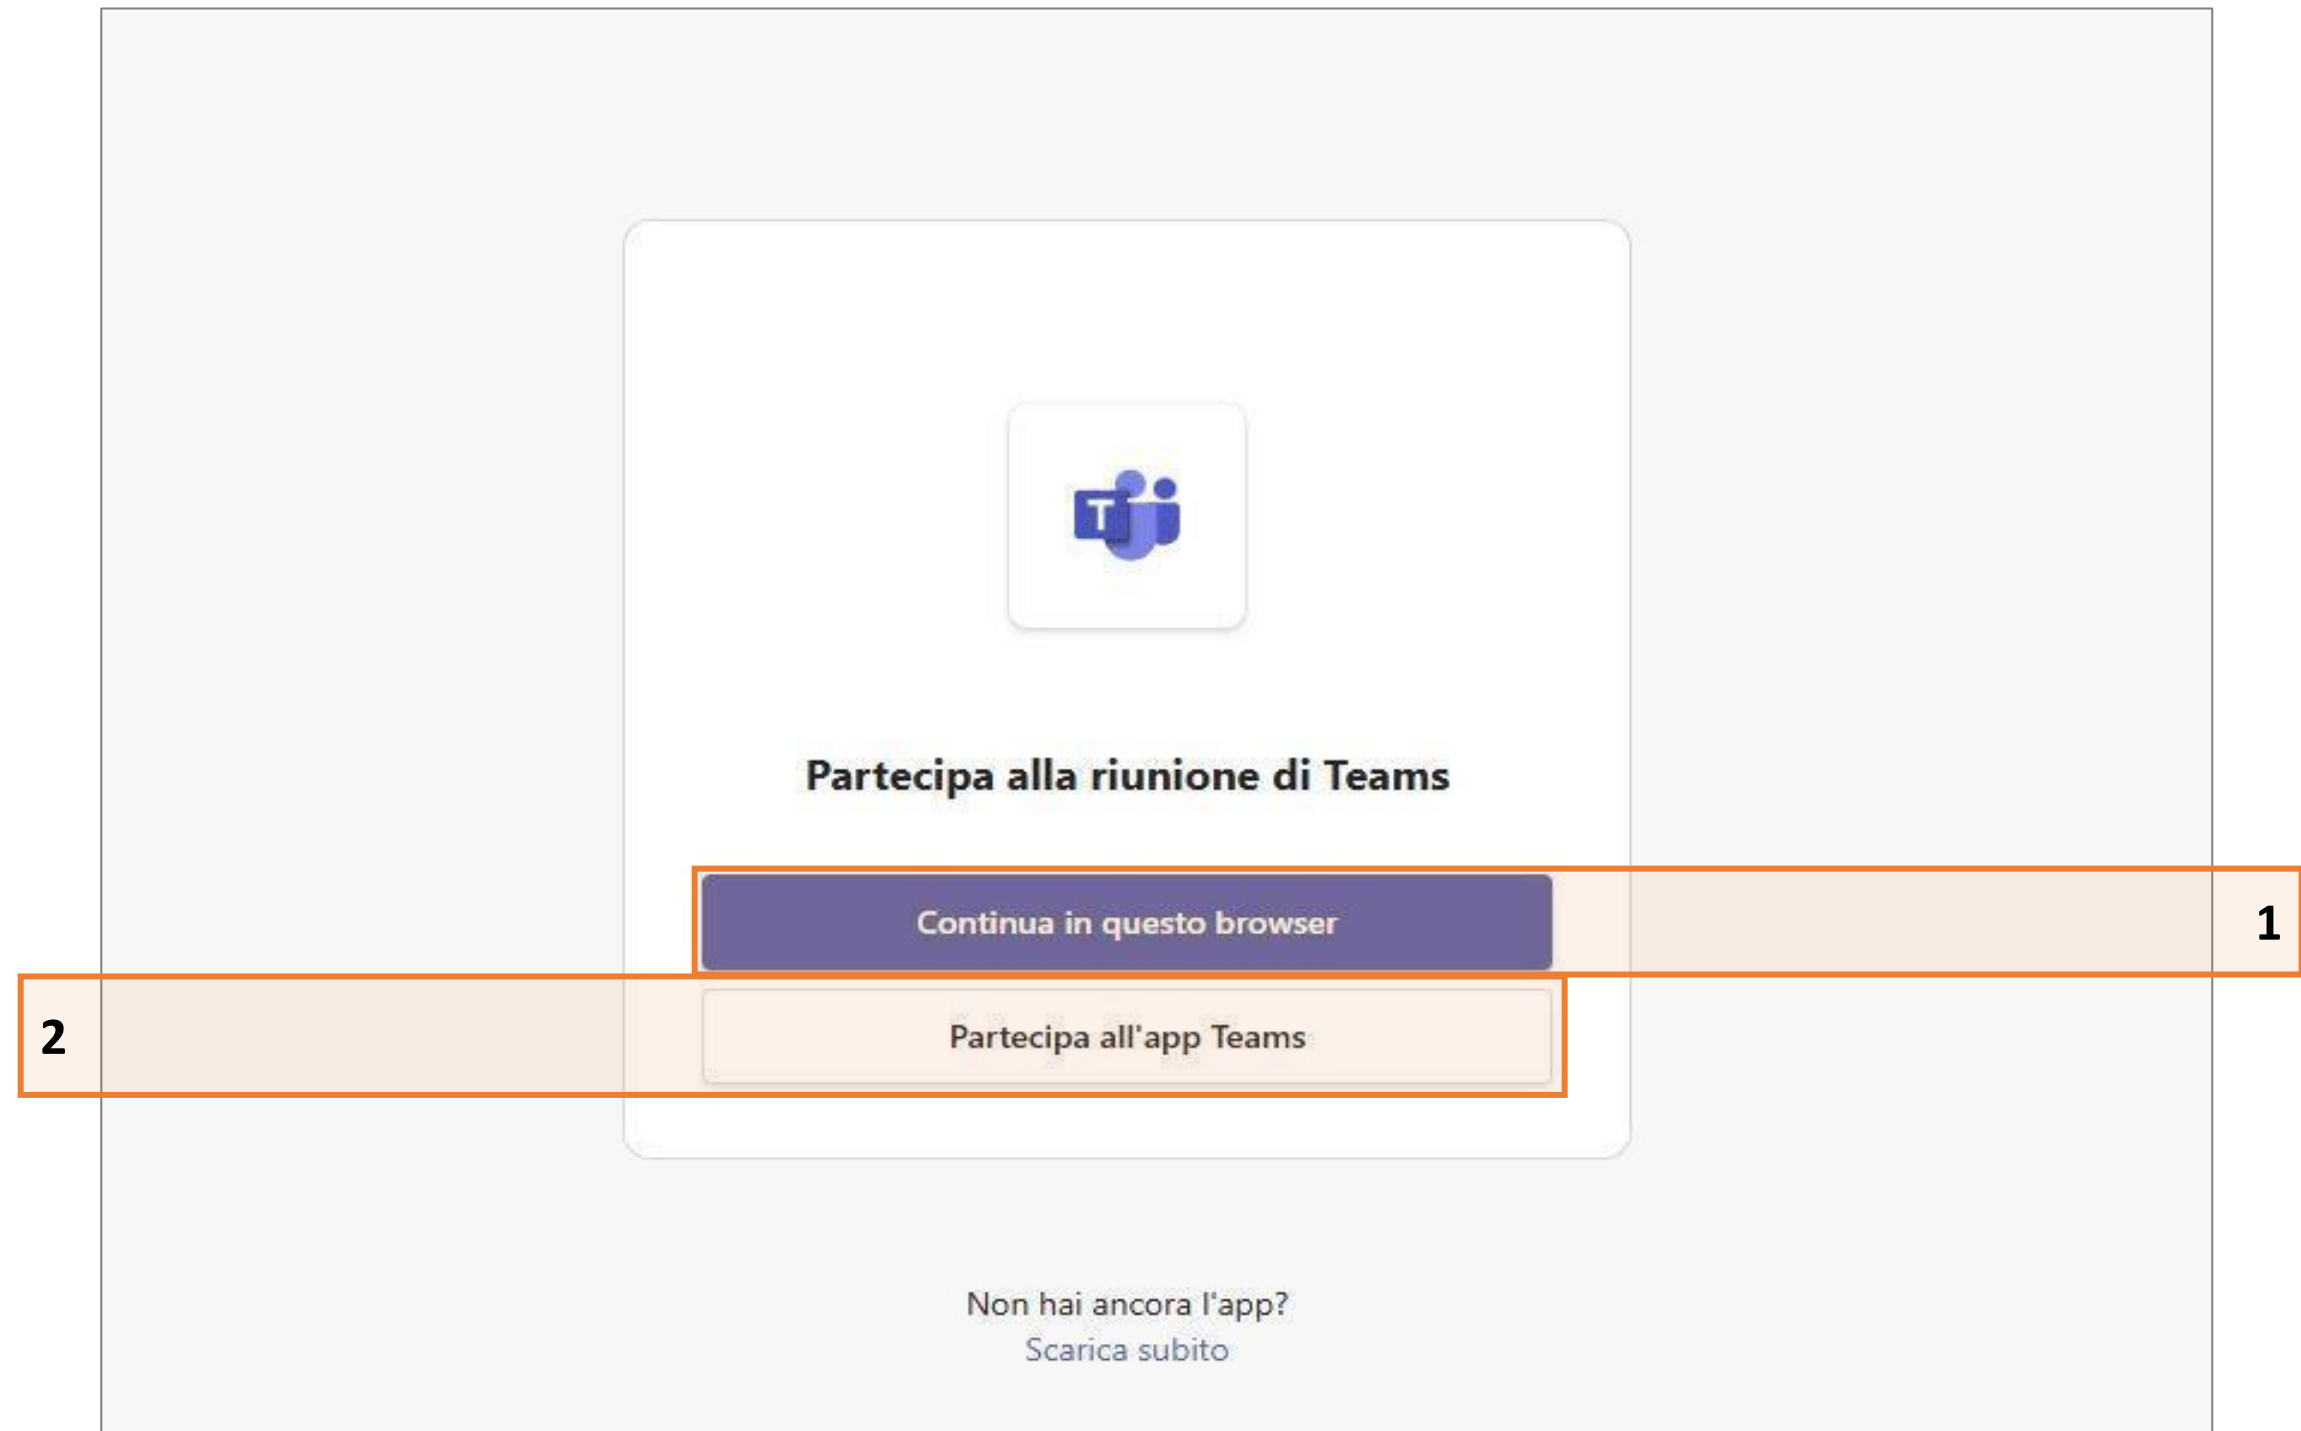 T
Partecipa alla riunione di Teams
Continua in questo browser
1
2
Partecipa all'app Teams
Non hai ancora l'app?
Scarica subito